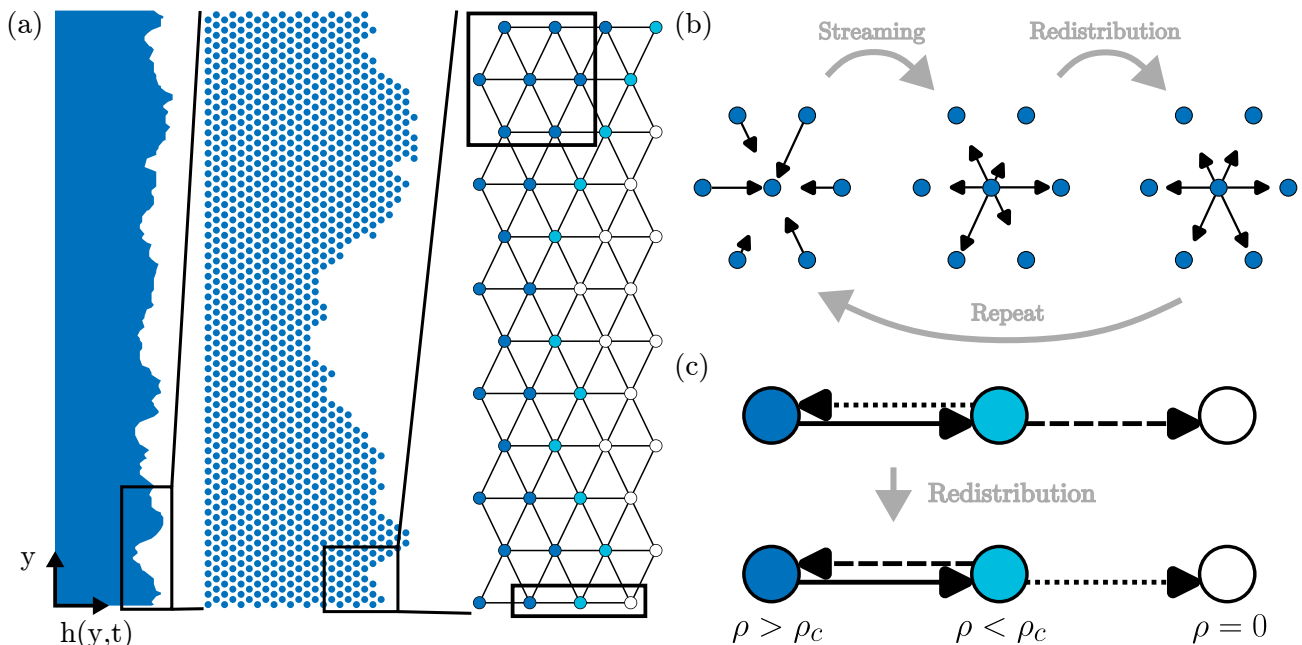 (a)
y
h(y,t)
(b)
Streaming
Redistribution
Repeat
(c)
Redistribution
ρ > ρ_c
ρ < ρ_c
ρ = 0